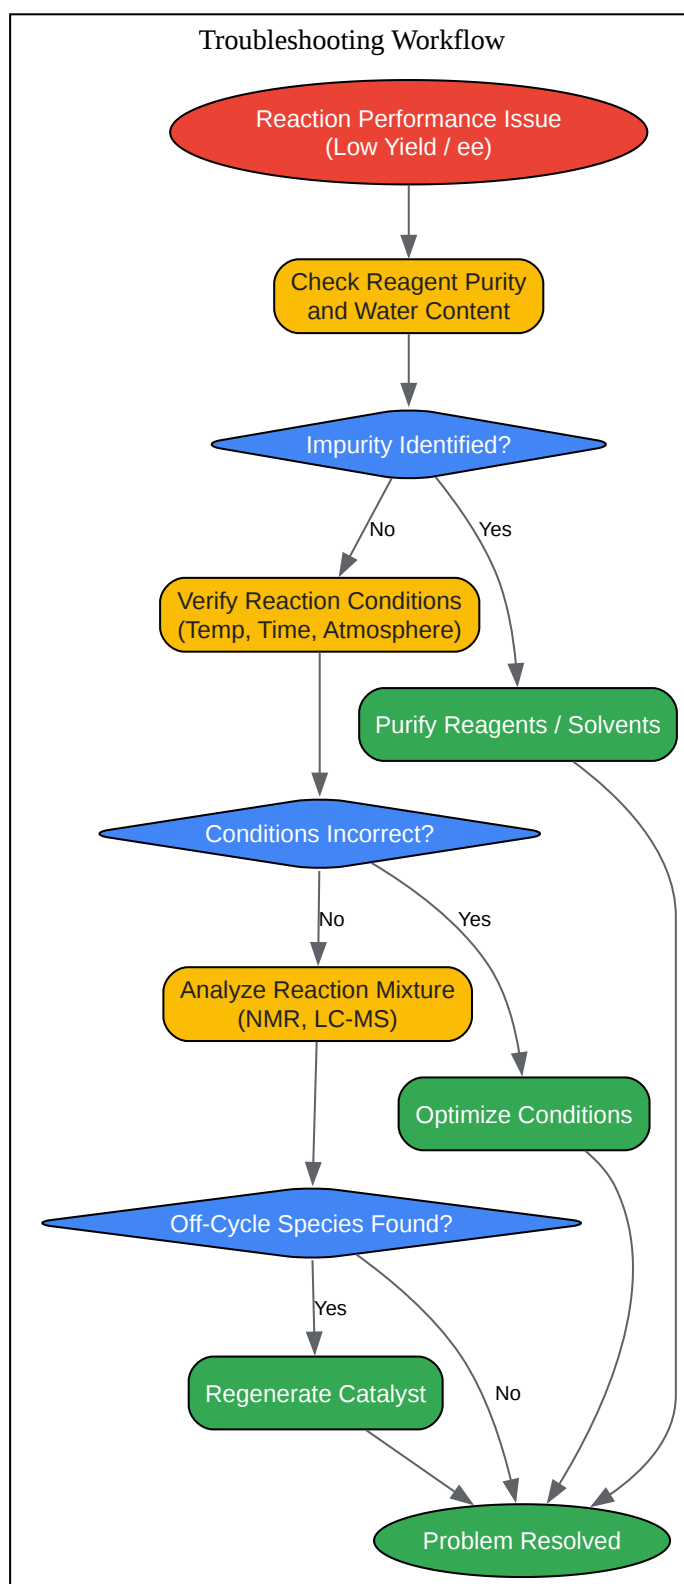 Troubleshooting Workflow
Reaction Performance Issue
(Low Yield / ee)
Check Reagent Purity
and Water Content
Impurity Identified?
No
Yes
Verify Reaction Conditions
(Temp, Time, Atmosphere)
Purify Reagents / Solvents
Conditions Incorrect?
No
Yes
Analyze Reaction Mixture
(NMR, LC-MS)
Optimize Conditions
Off-Cycle Species Found?
Yes
No
Regenerate Catalyst
Problem Resolved